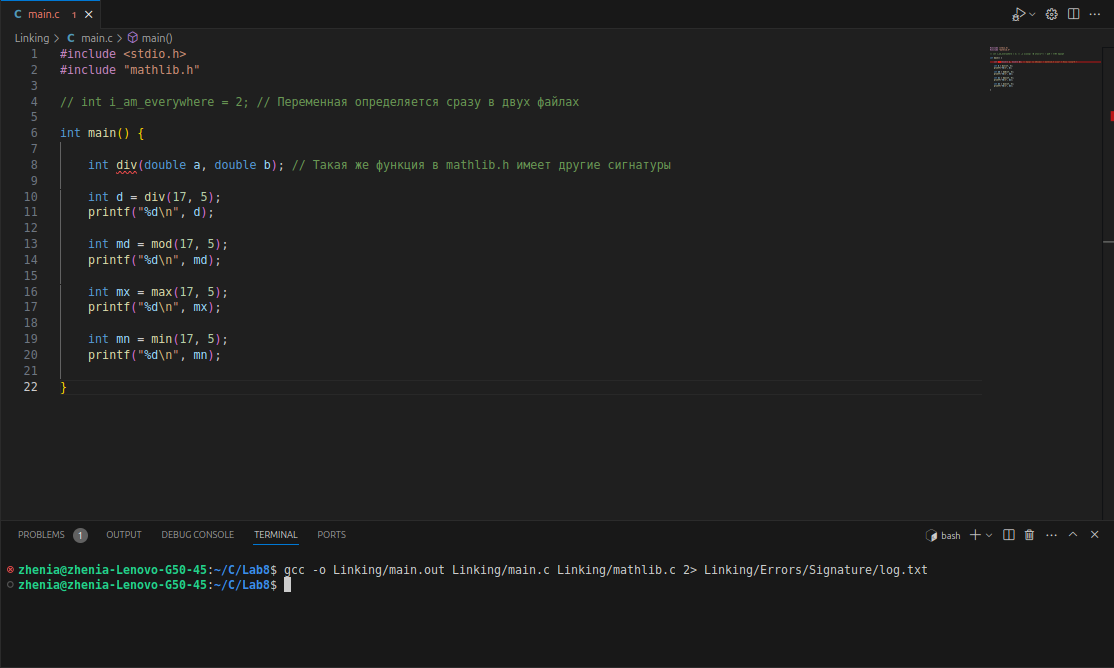 C main.c 1
Linking > C main.c > main()
1 #include <stdio.h>
2 #include "mathlib.h"
3
4 // int i_am_everywhere = 2; // Переменная определяется сразу в двух файлах
5
6 int main() {
7
8 int div(double a, double b); // Такая же функция в mathlib.h имеет другие сигнатуры
9
10 int d = div(17, 5);
11 printf("%d\n", d);
12
13 int md = mod(17, 5);
14 printf("%d\n", md);
15
16 int mx = max(17, 5);
17 printf("%d\n", mx);
18
19 int mn = min(17, 5);
20 printf("%d\n", mn);
21
22 }
PROBLEMS 1 OUTPUT DEBUG CONSOLE TERMINAL PORTS bash
zhenia@zhenia-Lenovo-G50-45:~/C/Lab8$ gcc -o Linking/main.out Linking/main.c Linking/mathlib.c 2> Linking/Errors/Signature/log.txt
zhenia@zhenia-Lenovo-G50-45:~/C/Lab8$